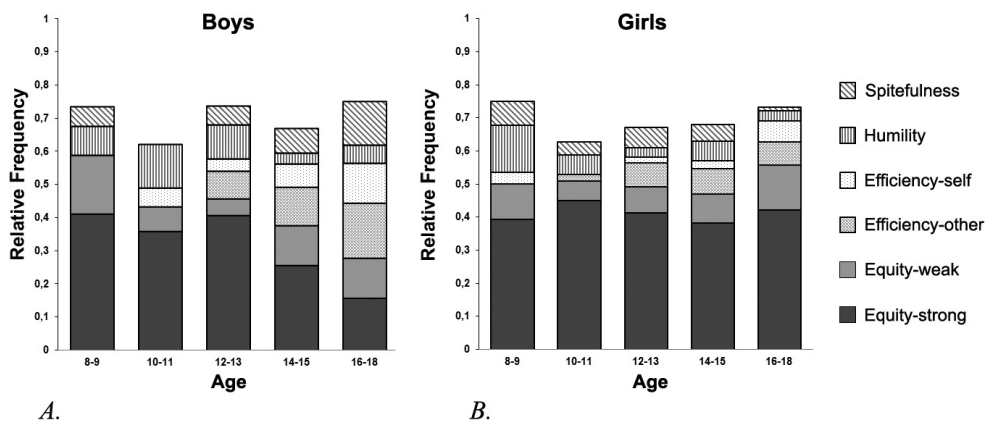 Boys
Relative Frequency
1
0,9
0,8
0,7
0,6
0,5
0,4
0,3
0,2
0,1
0
8-9 10-11 12-13 14-15 16-18
Age
A.
Girls
Relative Frequency
1
0,9
0,8
0,7
0,6
0,5
0,4
0,3
0,2
0,1
0
8-9 10-11 12-13 14-15 16-18
Age
B.
Spitefulness
Humility
Efficiency-self
Efficiency-other
Equity-weak
Equity-strong